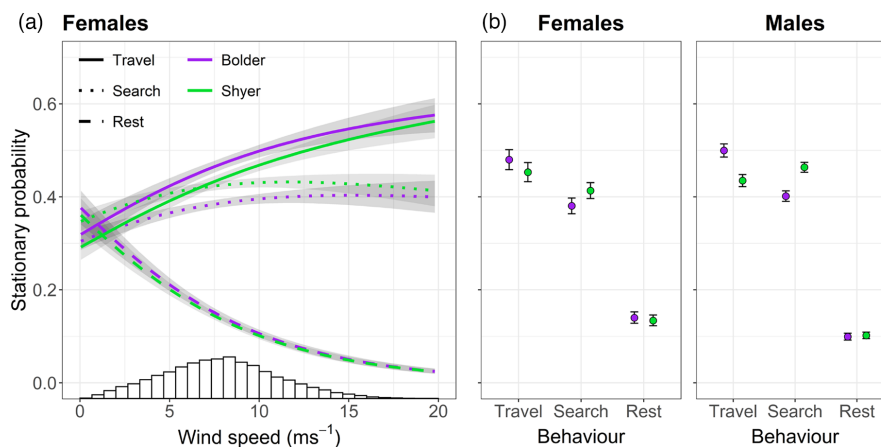 (a) Females
Stationary probability
0.6
0.4
0.2
0.0
Travel
Search
Rest
Bolder
Shyer
0 5 10 15 20
Wind speed (ms⁻¹)
(b) Females Males
Travel Search Rest Travel Search Rest
Behaviour Behaviour